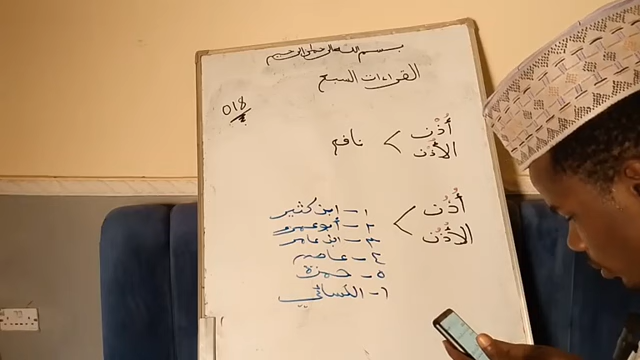 بسم الله الرحمن الرحيم
القراءات السبع
018
أُذْن
الأُذْن
نافع
أُذُن
الأُذُن
١- ابن كثير
٢- أبو عمرو
٣- ابن عامر
٤- عاصم
٥- حمزة
٦- الكسائي